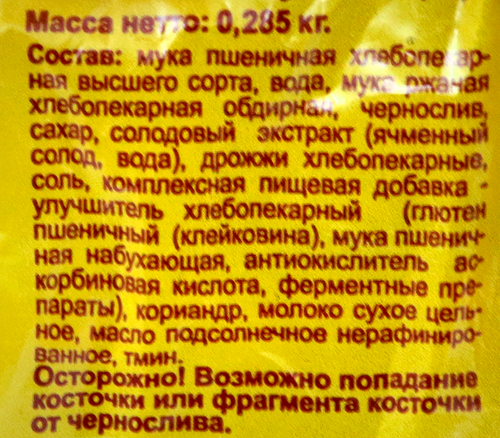 Масса нетто: 0,285 кг.
Состав: мука пшеничная хлебопекар-
ная высшего сорта, вода, мука ржаная
хлебопекарная обдирная, чернослив,
сахар, солодовый экстракт (ячменный
солод, вода), дрожжи хлебопекарные,
соль, комплексная пищевая добавка -
улучшитель хлебопекарный (глютен
пшеничный (клейковина), мука пшенич-
ная набухающая, антиокислитель ас-
корбиновая кислота, ферментные пре-
параты), кориандр, молоко сухое цель-
ное, масло подсолнечное нерафиниро-
ванное, тмин.
Осторожно! Возможно попадание
косточки или фрагмента косточки
от чернослива.